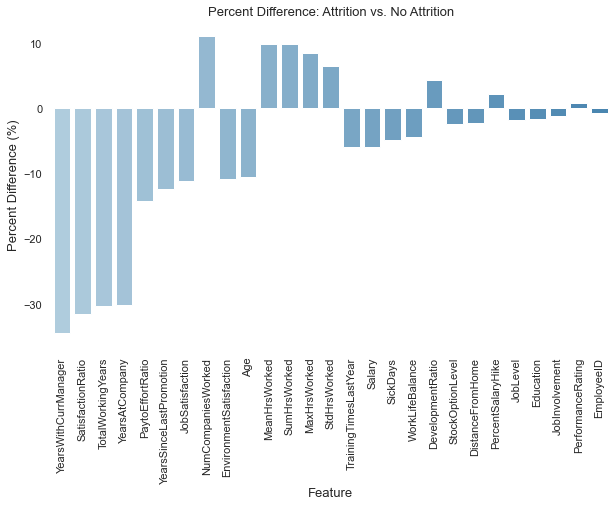 Percent Difference: Attrition vs. No Attrition
Percent Difference (%)
10
0
−10
−20
−30
YearsWithCurrManager
SatisfactionRatio
TotalWorkingYears
YearsAtCompany
PaytoEffortRatio
YearsSinceLastPromotion
JobSatisfaction
NumCompaniesWorked
EnvironmentSatisfaction
Age
MeanHrsWorked
SumHrsWorked
MaxHrsWorked
StdHrsWorked
TrainingTimesLastYear
Salary
SickDays
WorkLifeBalance
DevelopmentRatio
StockOptionLevel
DistanceFromHome
PercentSalaryHike
JobLevel
Education
JobInvolvement
PerformanceRating
EmployeeID
Feature